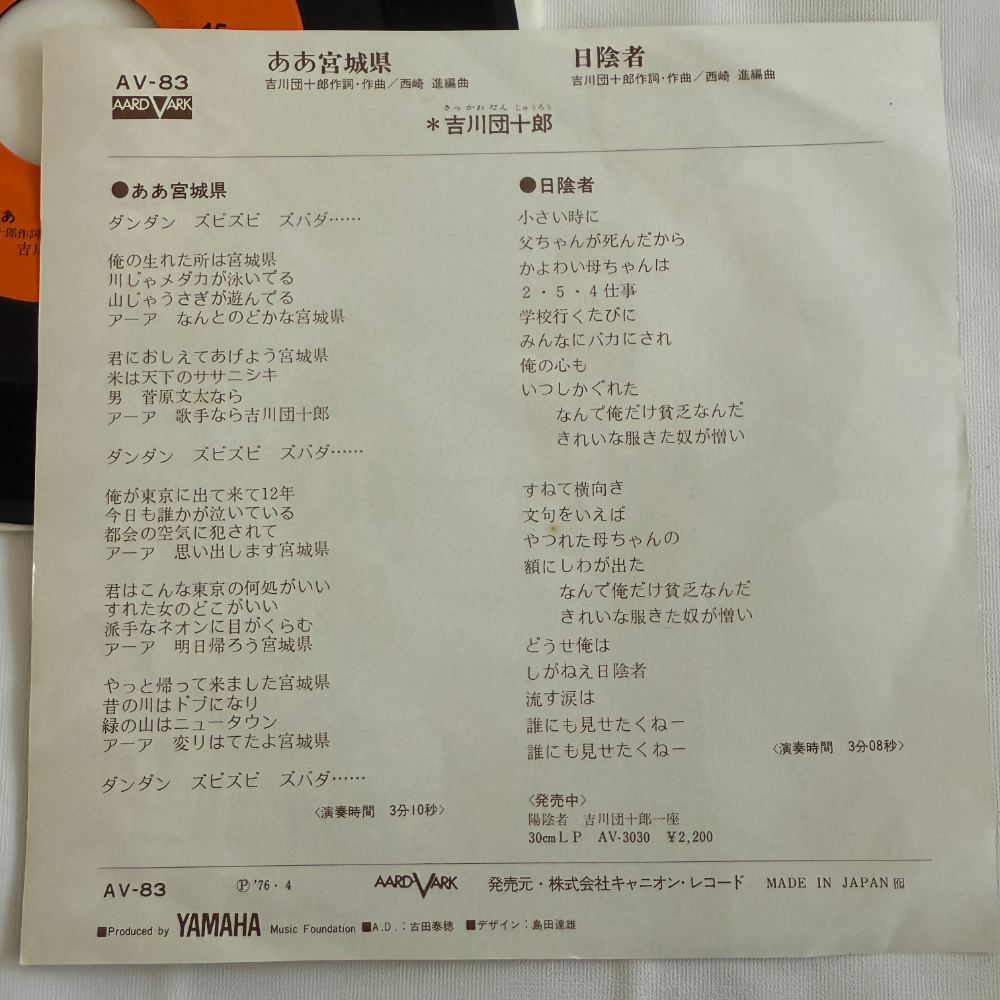 45
AV-83
AARDVARK
ああ宮城県
吉川団十郎作詞・作曲／西崎 進編曲
日陰者
吉川団十郎作詞・作曲／西崎 進編曲
きっかわだん じゅうろう
＊吉川団十郎
●ああ宮城県
ダンダン ズビズビ ズバダ……
俺の生れた所は宮城県
川じゃメダカが泳いでる
山じゃうさぎが遊んでる
アーア なんとのどかな宮城県
君におしえてあげよう宮城県
米は天下のササニシキ
男 菅原文太なら
アーア 歌手なら吉川団十郎
ダンダン ズビズビ ズバダ……
俺が東京に出て来て12年
今日も誰かが泣いている
都会の空気に犯されて
アーア 思い出します宮城県
君はこんな東京の何処がいい
すれた女のどこがいい
派手なネオンに目がくらむ
アーア 明日帰ろう宮城県
やっと帰って来ました宮城県
昔の川はドブになり
緑の山はニュータウン
アーア 変りはてたよ宮城県
ダンダン ズビズビ ズバダ……
〈演奏時間 3分10秒〉
●日陰者
小さい時に
父ちゃんが死んだから
かよわい母ちゃんは
2・5・4仕事
学校行くたびに
みんなにバカにされ
俺の心も
いつしかぐれた
なんで俺だけ貧乏なんだ
きれいな服きた奴が憎い
すねて横向き
文句をいえば
やつれた母ちゃんの
額にしわが出た
なんで俺だけ貧乏なんだ
きれいな服きた奴が憎い
どうせ俺は
しがねえ日陰者
流す涙は
誰にも見せたくねー
誰にも見せたくねー
〈演奏時間 3分08秒〉
〈発売中〉
陽陰者 吉川団十郎一座
30cmLP AV-3030 ¥2,200
AV-83 Ⓟ'76・4 AARDVARK 発売元・株式会社キャニオン・レコード MADE IN JAPAN
■Produced by YAMAHA Music Foundation ■A.D.：古田泰穂 ■デザイン：島田達雄